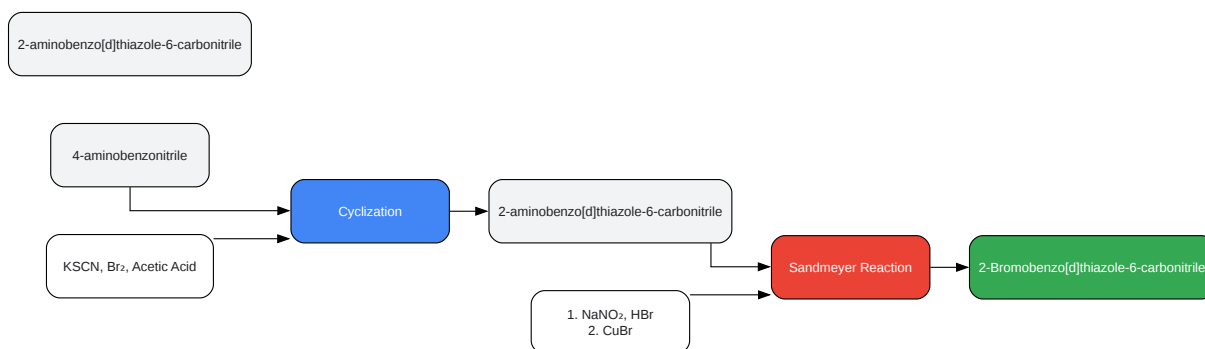 2-aminobenzo[d]thiazole-6-carbonitrile
4-aminobenzonitrile
Cyclization
2-aminobenzo[d]thiazole-6-carbonitrile
KSCN, Br₂, Acetic Acid
Sandmeyer Reaction
2-Bromobenzo[d]thiazole-6-carbonitrile
1. NaNO₂, HBr
2. CuBr